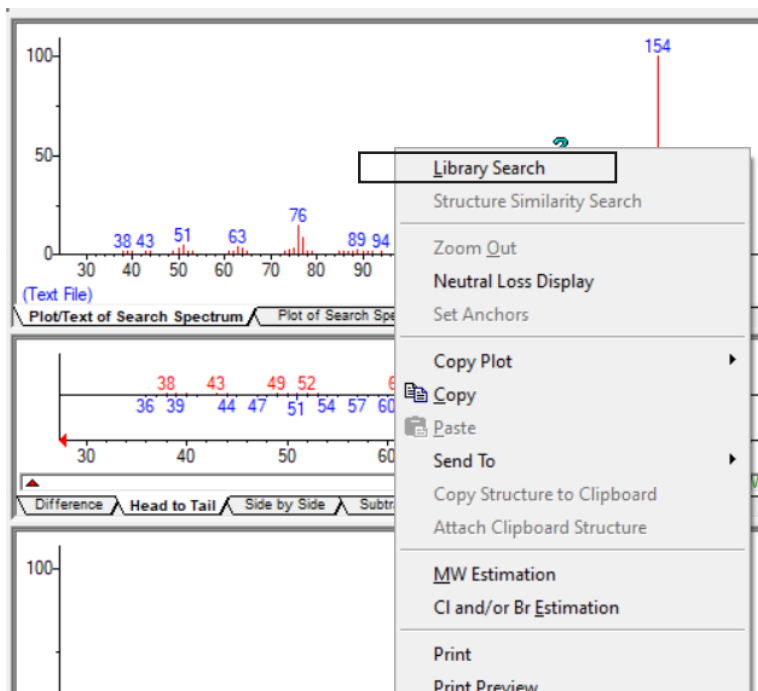 154
100
50
76
38 43 51 63 89 94
0
30 40 50 60 70 80 90
(Text File)
Plot/Text of Search Spectrum Plot of Search Spe
Library Search
Structure Similarity Search
Zoom Out
Neutral Loss Display
Set Anchors
Copy Plot
Copy
Paste
Send To
Copy Structure to Clipboard
Attach Clipboard Structure
MW Estimation
Cl and/or Br Estimation
Print
Print Preview
38 43 49 52 6
36 39 44 47 51 54 57 60
30 40 50 60
Difference Head to Tail Side by Side Subtr
100